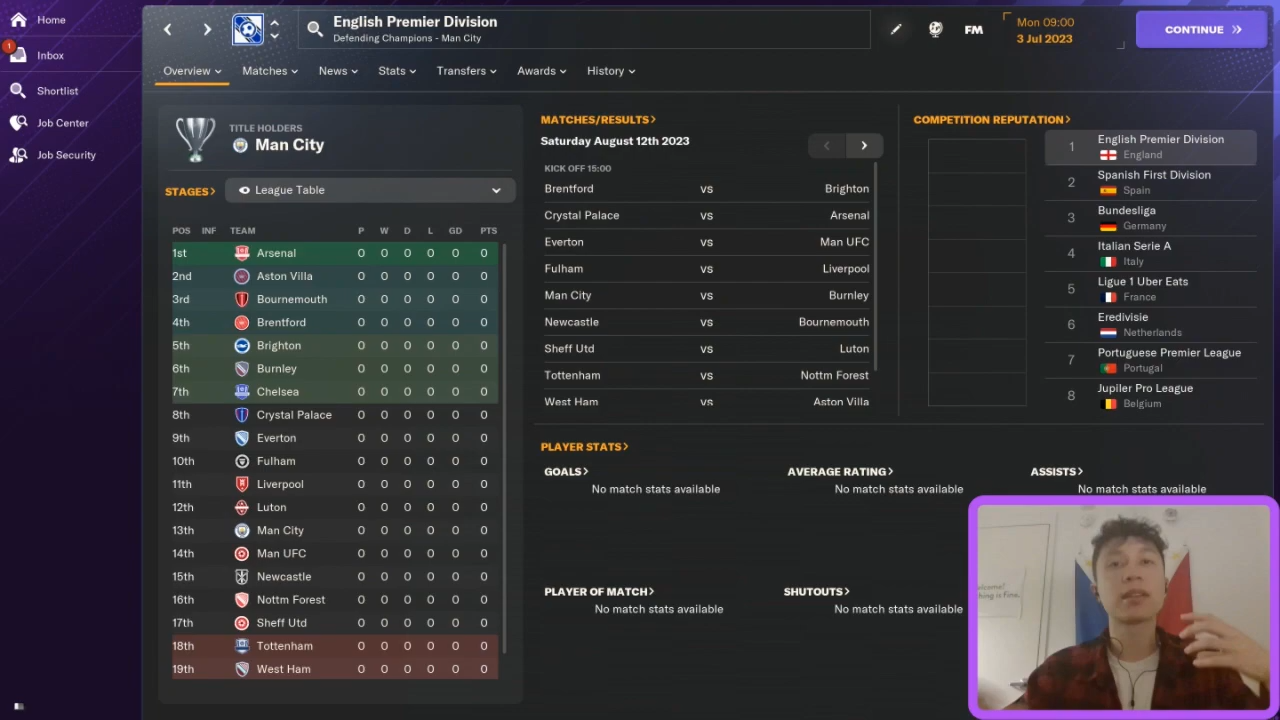 Home
1
Inbox
Shortlist
Job Center
Job Security
English Premier Division
Defending Champions - Man City
FM
Mon 09:00
3 Jul 2023
CONTINUE
Overview
Matches
News
Stats
Transfers
Awards
History
TITLE HOLDERS
Man City
STAGES
League Table
POS INF TEAM P W D L GD PTS
1st Arsenal 0 0 0 0 0 0
2nd Aston Villa 0 0 0 0 0 0
3rd Bournemouth 0 0 0 0 0 0
4th Brentford 0 0 0 0 0 0
5th Brighton 0 0 0 0 0 0
6th Burnley 0 0 0 0 0 0
7th Chelsea 0 0 0 0 0 0
8th Crystal Palace 0 0 0 0 0 0
9th Everton 0 0 0 0 0 0
10th Fulham 0 0 0 0 0 0
11th Liverpool 0 0 0 0 0 0
12th Luton 0 0 0 0 0 0
13th Man City 0 0 0 0 0 0
14th Man UFC 0 0 0 0 0 0
15th Newcastle 0 0 0 0 0 0
16th Nottm Forest 0 0 0 0 0 0
17th Sheff Utd 0 0 0 0 0 0
18th Tottenham 0 0 0 0 0 0
19th West Ham 0 0 0 0 0 0
MATCHES/RESULTS
Saturday August 12th 2023
KICK OFF 15:00
Brentford vs Brighton
Crystal Palace vs Arsenal
Everton vs Man UFC
Fulham vs Liverpool
Man City vs Burnley
Newcastle vs Bournemouth
Sheff Utd vs Luton
Tottenham vs Nottm Forest
West Ham vs Aston Villa
COMPETITION REPUTATION
1 English Premier Division
England
2 Spanish First Division
Spain
3 Bundesliga
Germany
4 Italian Serie A
Italy
5 Ligue 1 Uber Eats
France
6 Eredivisie
Netherlands
7 Portuguese Premier League
Portugal
8 Jupiler Pro League
Belgium
PLAYER STATS
GOALS
No match stats available
AVERAGE RATING
No match stats available
ASSISTS
No match stats available
PLAYER OF MATCH
No match stats available
SHUTOUTS
No match stats available